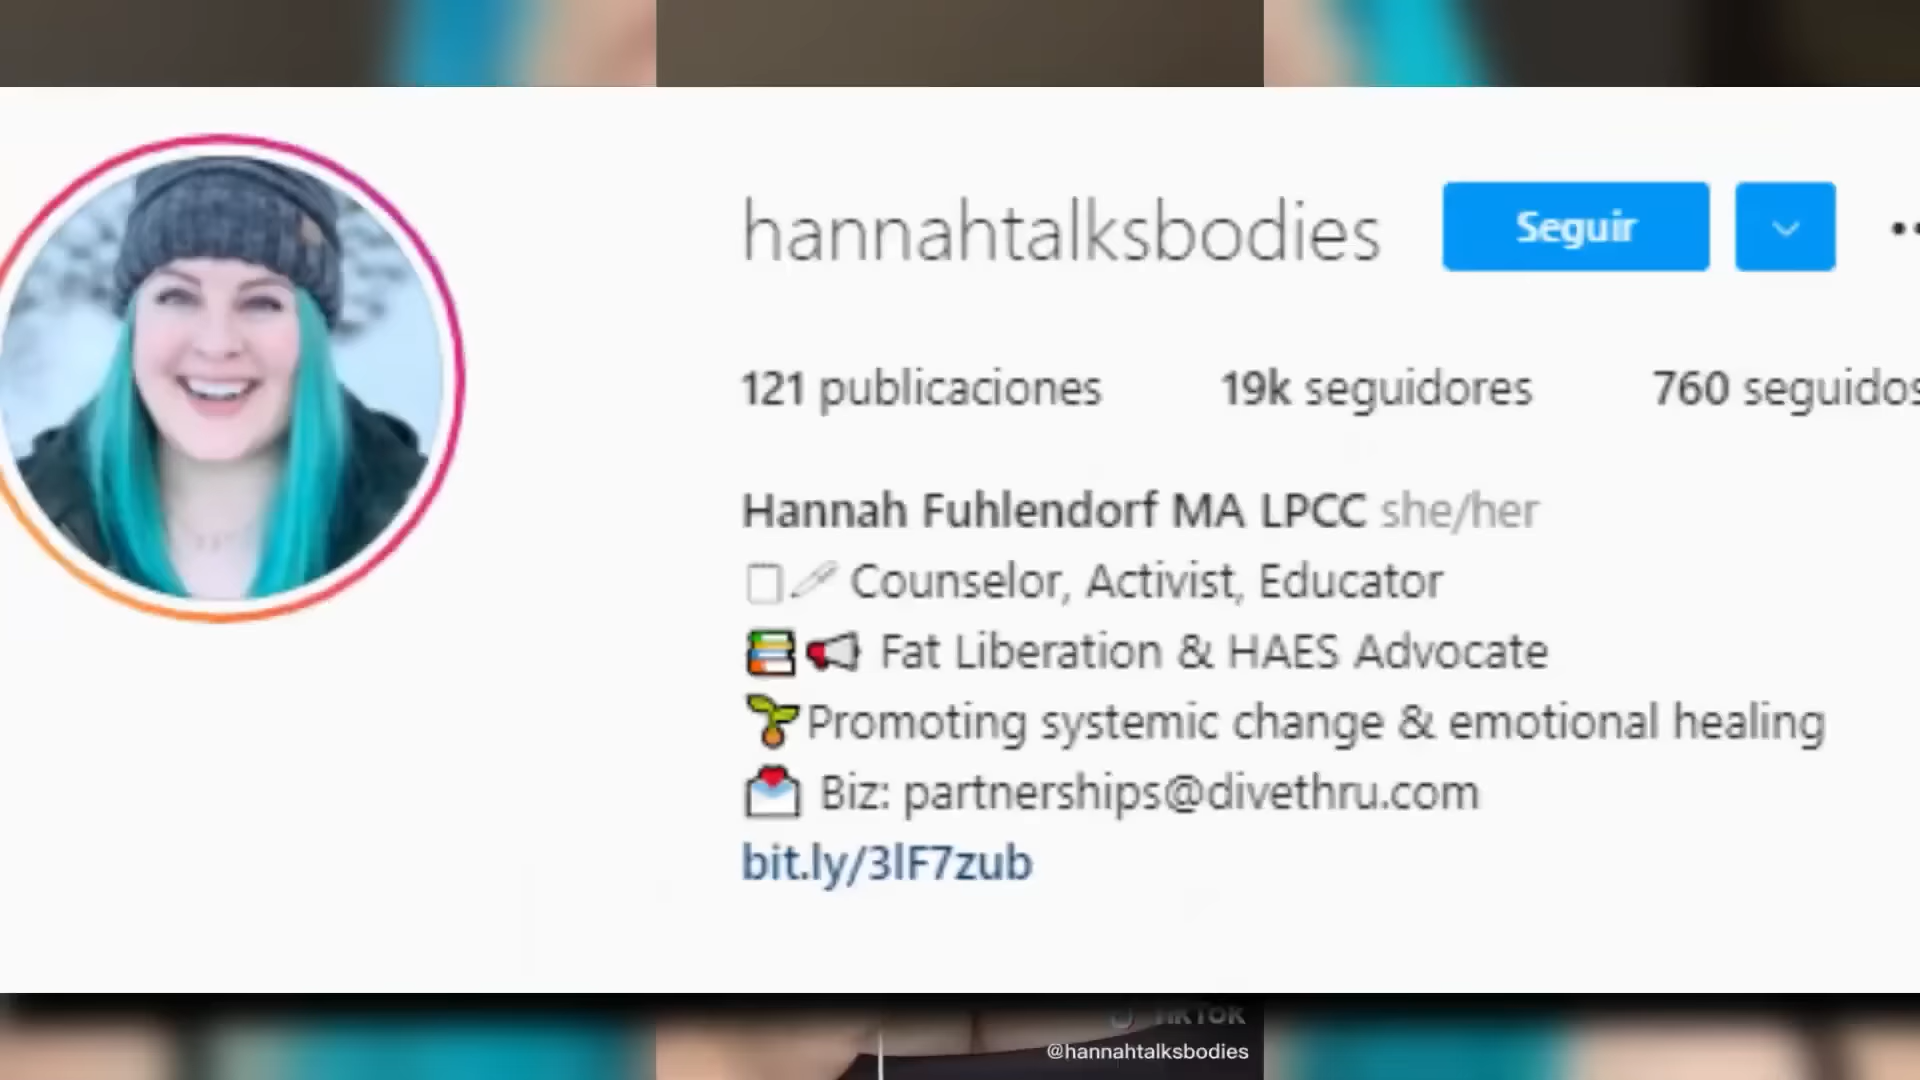 hannahtalksbodies Seguir
121 publicaciones 19k seguidores 760 seguidos
Hannah Fuhlendorf MA LPCC she/her
Counselor, Activist, Educator
Fat Liberation & HAES Advocate
Promoting systemic change & emotional healing
Biz: partnerships@divethru.com
bit.ly/3lF7zub
TikTok
@hannahtalksbodies